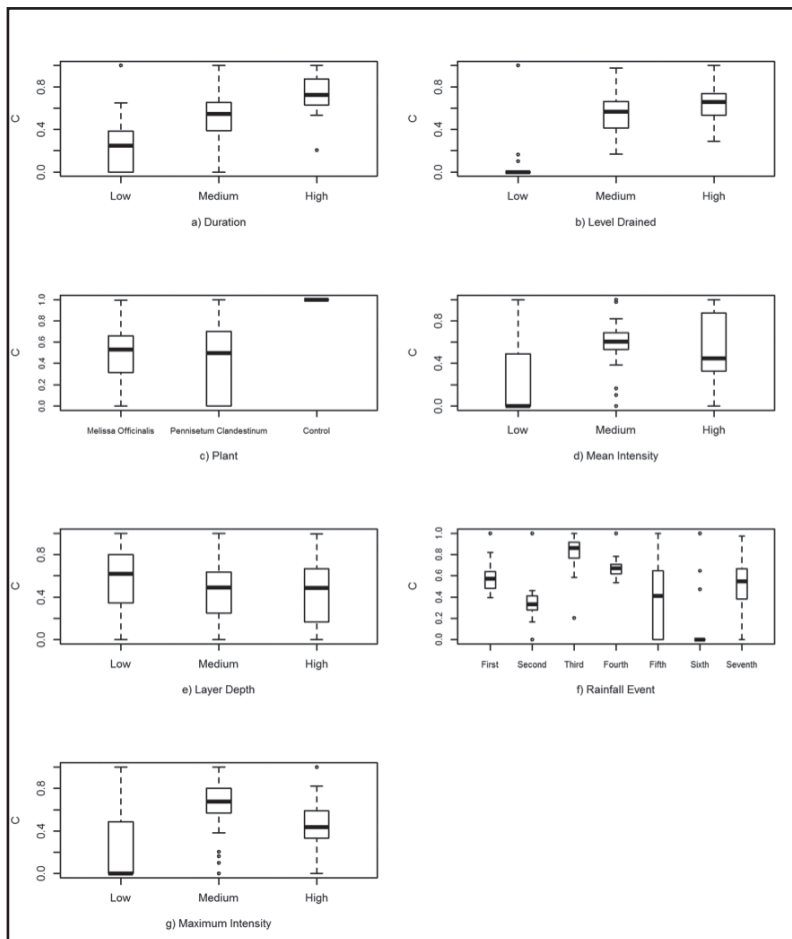 C
0.0 0.4 0.8
Low Medium High
a) Duration
C
0.0 0.4 0.8
Low Medium High
b) Level Drained
C
0.0 0.2 0.4 0.6 0.8 1.0
Melissa Officinalis Pennisetum Clandestinum Control
c) Plant
C
0.0 0.4 0.8
Low Medium High
d) Mean Intensity
C
0.0 0.4 0.8
Low Medium High
e) Layer Depth
C
0.0 0.2 0.4 0.6 0.8 1.0
First Second Third Fourth Fifth Sixth Seventh
f) Rainfall Event
C
0.0 0.4 0.8
Low Medium High
g) Maximum Intensity